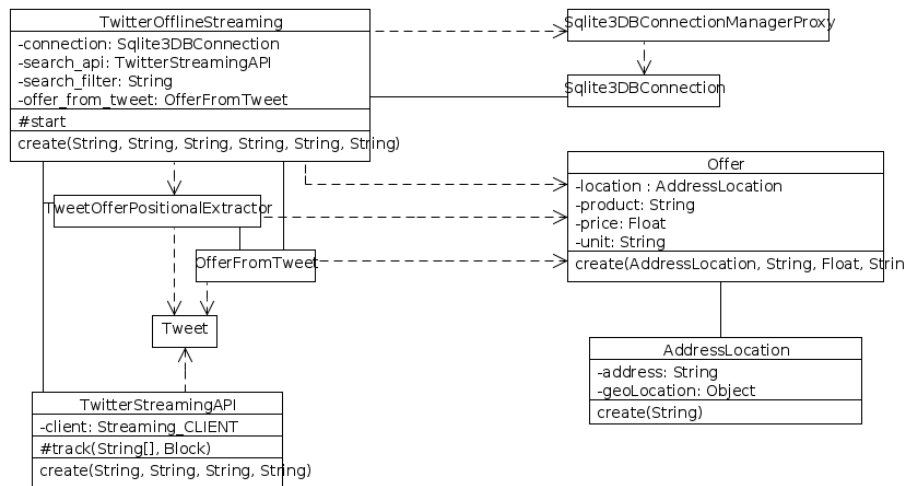 TwitterOfflineStreaming
-connection: Sqlite3DBConnection
-search_api: TwitterStreamingAPI
-search_filter: String
-offer_from_tweet: OfferFromTweet
#start
create(String, String, String, String, String, String)
Sqlite3DBConnectionManagerProxy
Sqlite3DBConnection
TweetOfferPositionalExtractor
OfferFromTweet
Tweet
Offer
-location : AddressLocation
-product: String
-price: Float
-unit: String
create(AddressLocation, String, Float, Strin
AddressLocation
-address: String
-geoLocation: Object
create(String)
TwitterStreamingAPI
-client: Streaming_CLIENT
#track(String[], Block)
create(String, String, String, String)